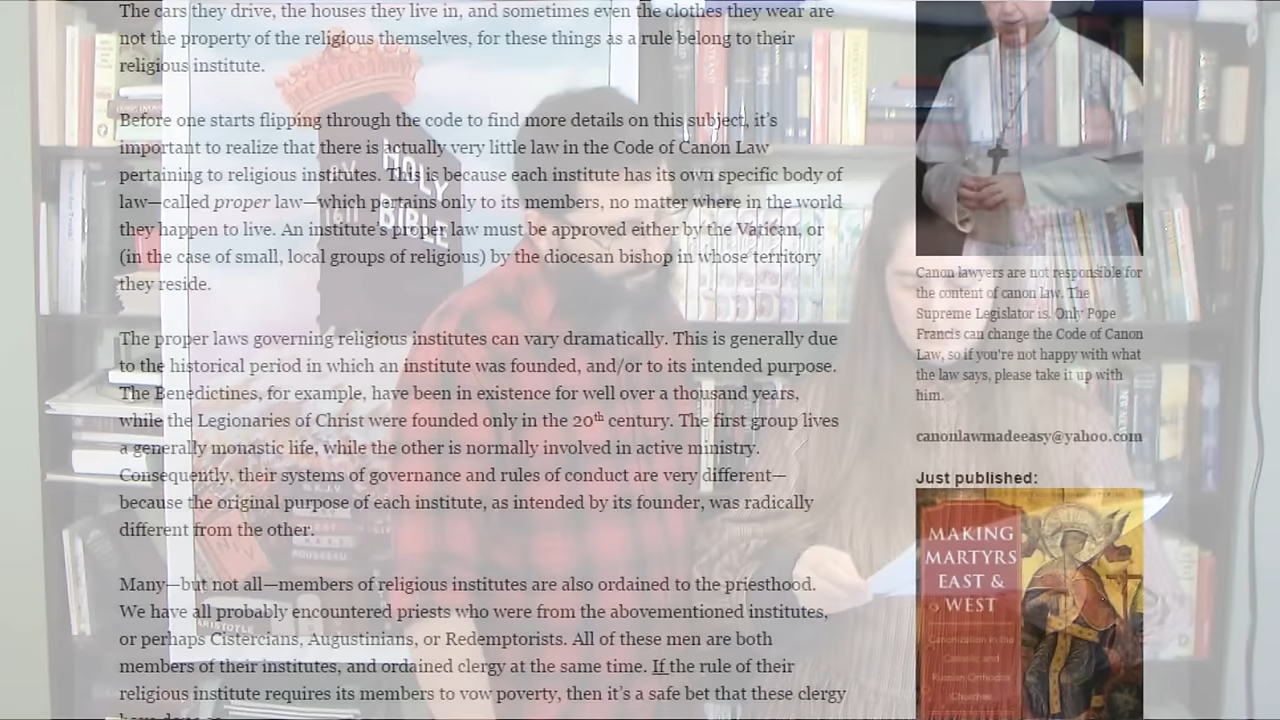 The cars they drive, the houses they live in, and sometimes even the clothes they wear are
not the property of the religious themselves, for these things as a rule belong to their
religious institute.
Before one starts flipping through the code to find more details on this subject, it's
important to realize that there is actually very little law in the Code of Canon Law
pertaining to religious institutes. This is because each institute has its own specific body of
law—called proper law—which pertains only to its members, no matter where in the world
they happen to live. An institute's proper law must be approved either by the Vatican, or
(in the case of small, local groups of religious) by the diocesan bishop in whose territory
they reside.
The proper laws governing religious institutes can vary dramatically. This is generally due
to the historical period in which an institute was founded, and/or to its intended purpose.
The Benedictines, for example, have been in existence for well over a thousand years,
while the Legionaries of Christ were founded only in the 20th century. The first group lives
a generally monastic life, while the other is normally involved in active ministry.
Consequently, their systems of governance and rules of conduct are very different—
because the original purpose of each institute, as intended by its founder, was radically
different from the other.
Many—but not all—members of religious institutes are also ordained to the priesthood.
We have all probably encountered priests who were from the abovementioned institutes,
or perhaps Cistercians, Augustinians, or Redemptorists. All of these men are both
members of their institutes, and ordained clergy at the same time. If the rule of their
religious institute requires its members to vow poverty, then it's a safe bet that these clergy
HOLY
BIBLE
NIV
ROUSSEAU
ARISTOTLE
Canon lawyers are not responsible for
the content of canon law. The
Supreme Legislator is. Only Pope
Francis can change the Code of Canon
Law, so if you're not happy with what
the law says, please take it up with
him.
canonlawmadeeasy@yahoo.com
Just published:
MAKING
MARTYRS
EAST &
WEST
Canonization in the
Catholic and
Russian Orthodox
Churches